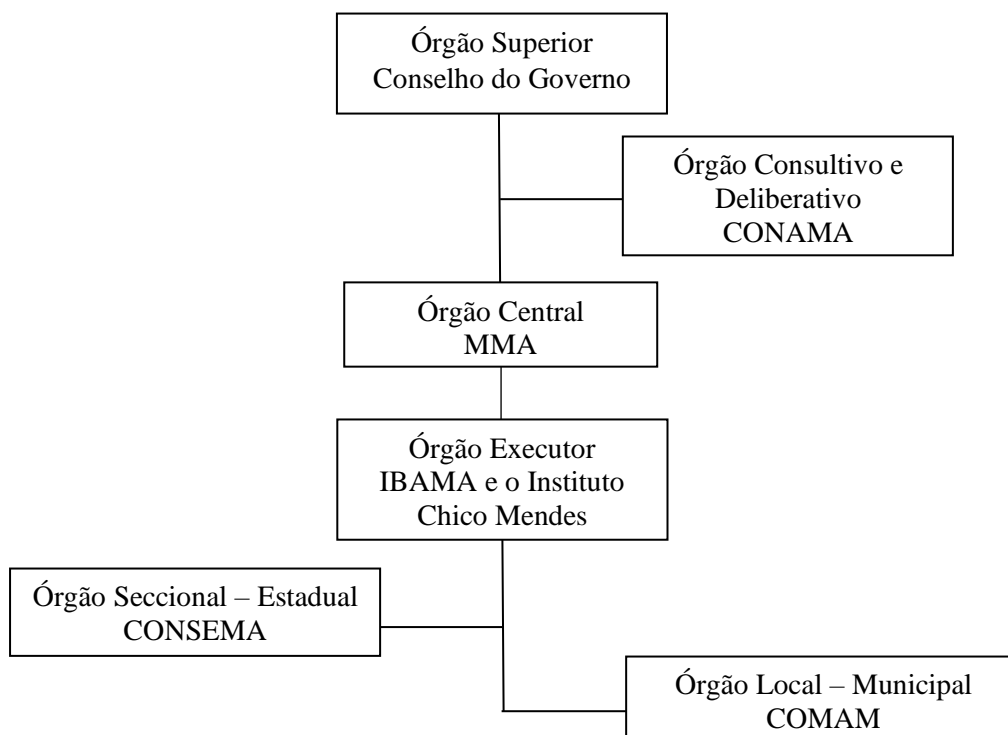 Órgão Superior
Conselho do Governo
Órgão Consultivo e
Deliberativo
CONAMA
Órgão Central
MMA
Órgão Executor
IBAMA e o Instituto
Chico Mendes
Órgão Seccional – Estadual
CONSEMA
Órgão Local – Municipal
COMAM